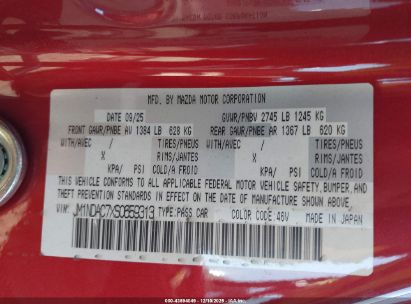 MFD. BY MAZDA MOTOR CORPORATION
DATE 09/25 GVWR/PNBV 2745 LB 1245 KG
FRONT GAWR/PNBE AV 1384 LB 628 KG REAR GAWR/PNBE AR 1367 LB 620 KG
WITH/AVEC / TIRES/PNEUS WITH/AVEC / TIRES/PNEUS
X RIMS/JANTES X RIMS/JANTES
KPA/ PSI COLD/A FROID KPA/ PSI COLD/A FROID
THIS VEHICLE CONFORMS TO ALL APPLICABLE FEDERAL MOTOR VEHICLE SAFETY, BUMPER, AND
THEFT PREVENTION STANDARDS IN EFFECT ON THE DATE OF MANUFACTURE SHOWN ABOVE.
VIN: JM1NDAC7XS0659313 TYPE:PASS CAR COLOR CODE:46V MADE IN JAPAN